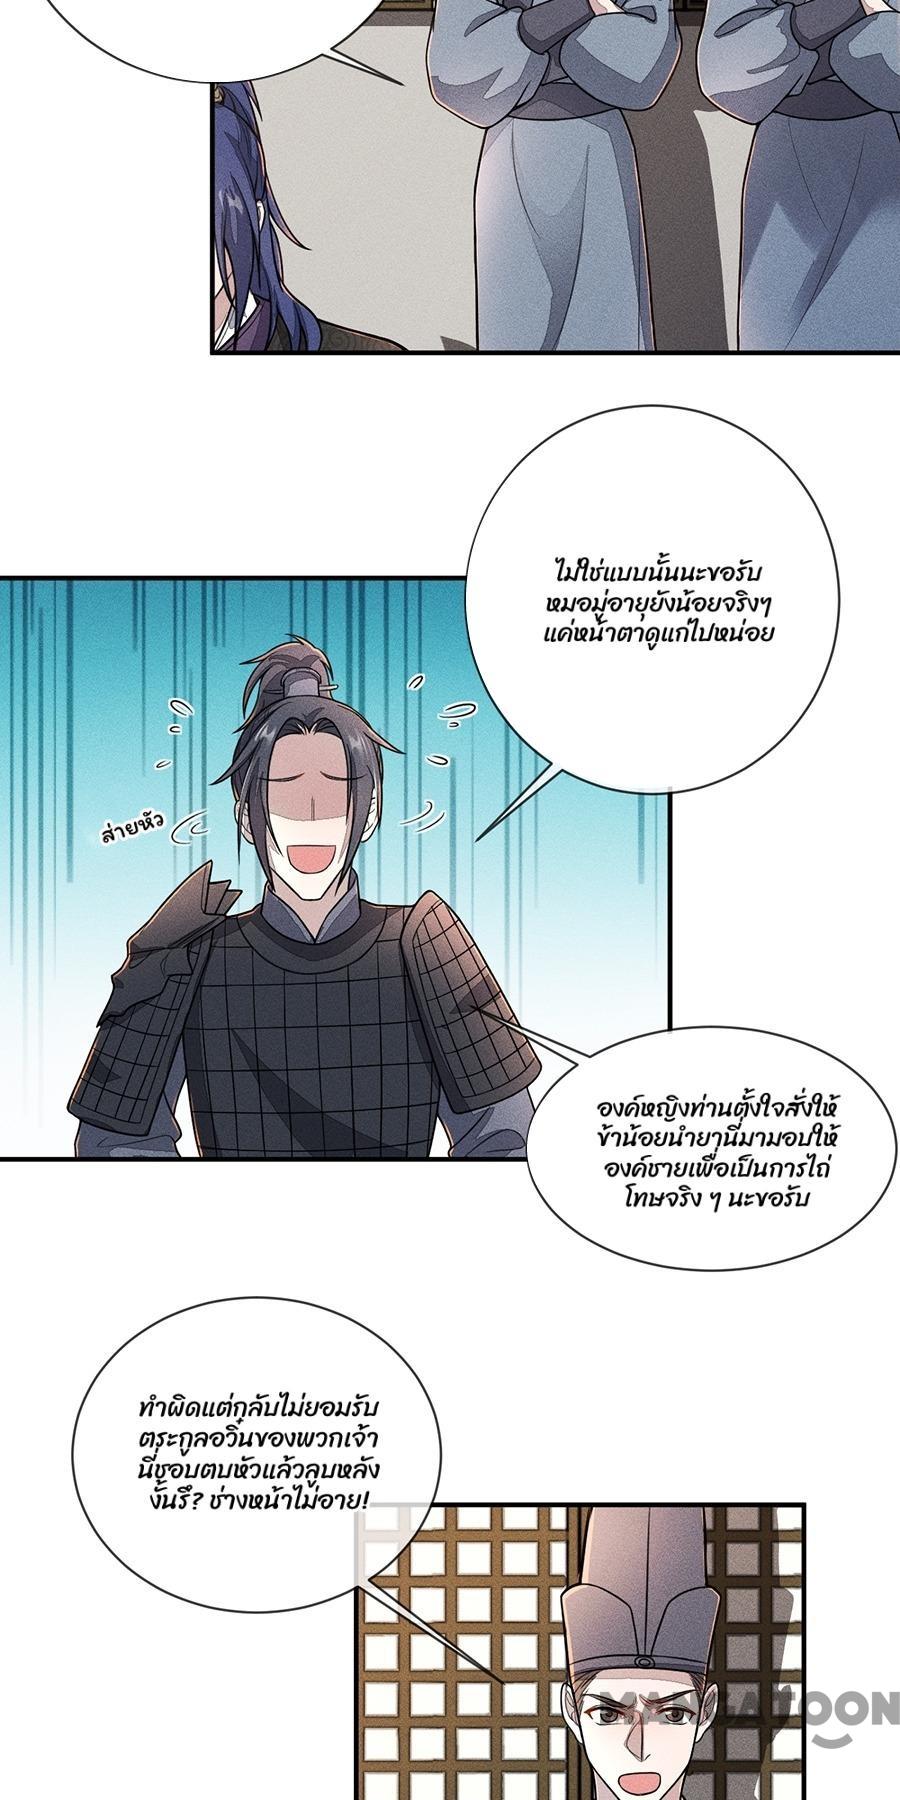 ไม่ใช่แบบนั้นนะขอรับ
หมอมู่อายุยังน้อยจริงๆ
แค่หน้าตาดูแก่ไปหน่อย
ส่ายหัว
องค์หญิงท่านตั้งใจสั่งให้
ข้าน้อยนำยานี่มามอบให้
องค์ชายเพื่อเป็นการไถ่
โทษจริง ๆ นะขอรับ
ทำผิดแต่กลับไม่ยอมรับ
ตระกูลอวิ๋นของพวกเจ้า
นี่ชอบตบหัวแล้วลูบหลัง
งั้นรึ? ช่างหน้าไม่อาย!
MANGATOON